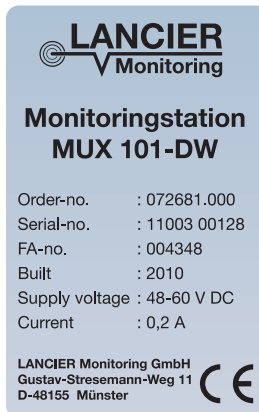 LANCIER
Monitoring
Monitoringstation
MUX 101-DW
Order-no. : 072681.000
Serial-no. : 11003 00128
FA-no. : 004348
Built : 2010
Supply voltage : 48-60 V DC
Current : 0,2 A
LANCIER Monitoring GmbH
Gustav-Stresemann-Weg 11
D-48155 Münster
CE